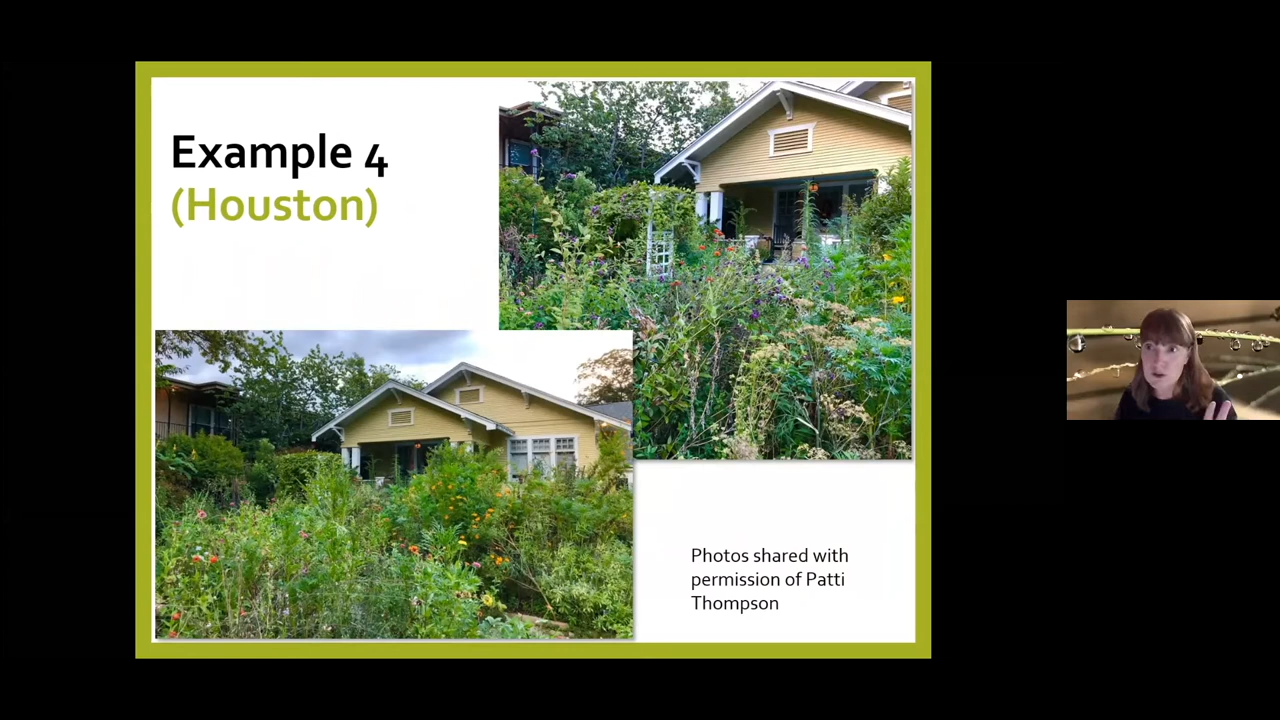 Example 4
(Houston)
Photos shared with
permission of Patti
Thompson